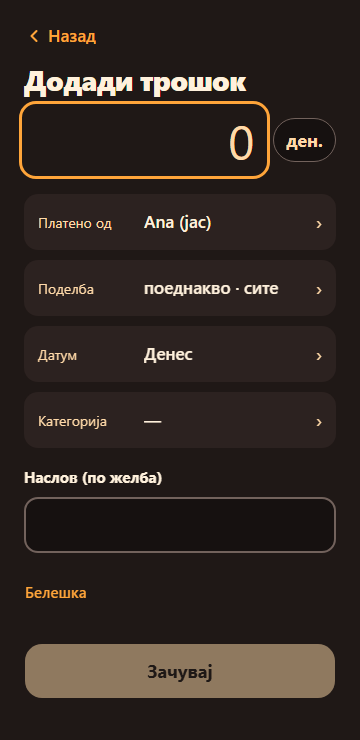 Назад
Додади трошок
0 ден.
Платено од Ana (јас) ›
Поделба поеднакво · сите ›
Датум Денес ›
Категорија — ›
Наслов (по желба)
Белешка
Зачувај